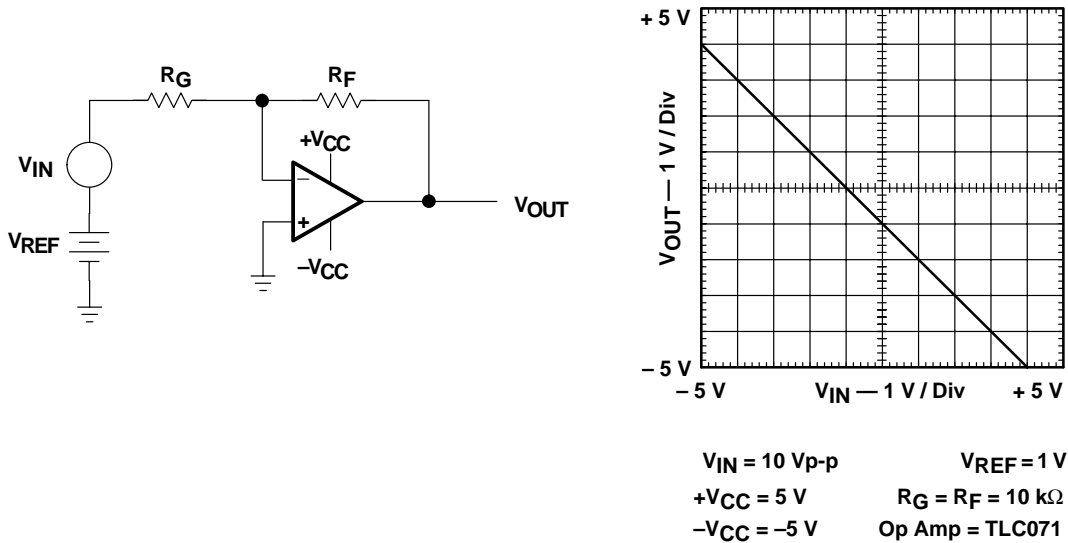 RG
RF
+VCC
VIN
−
+
VOUT
VREF
−VCC
+ 5 V
VOUT — 1 V / Div
– 5 V
– 5 V
VIN — 1 V / Div
+ 5 V
VIN = 10 Vp-p
VREF = 1 V
+VCC = 5 V
RG = RF = 10 kΩ
–VCC = –5 V
Op Amp = TLC071